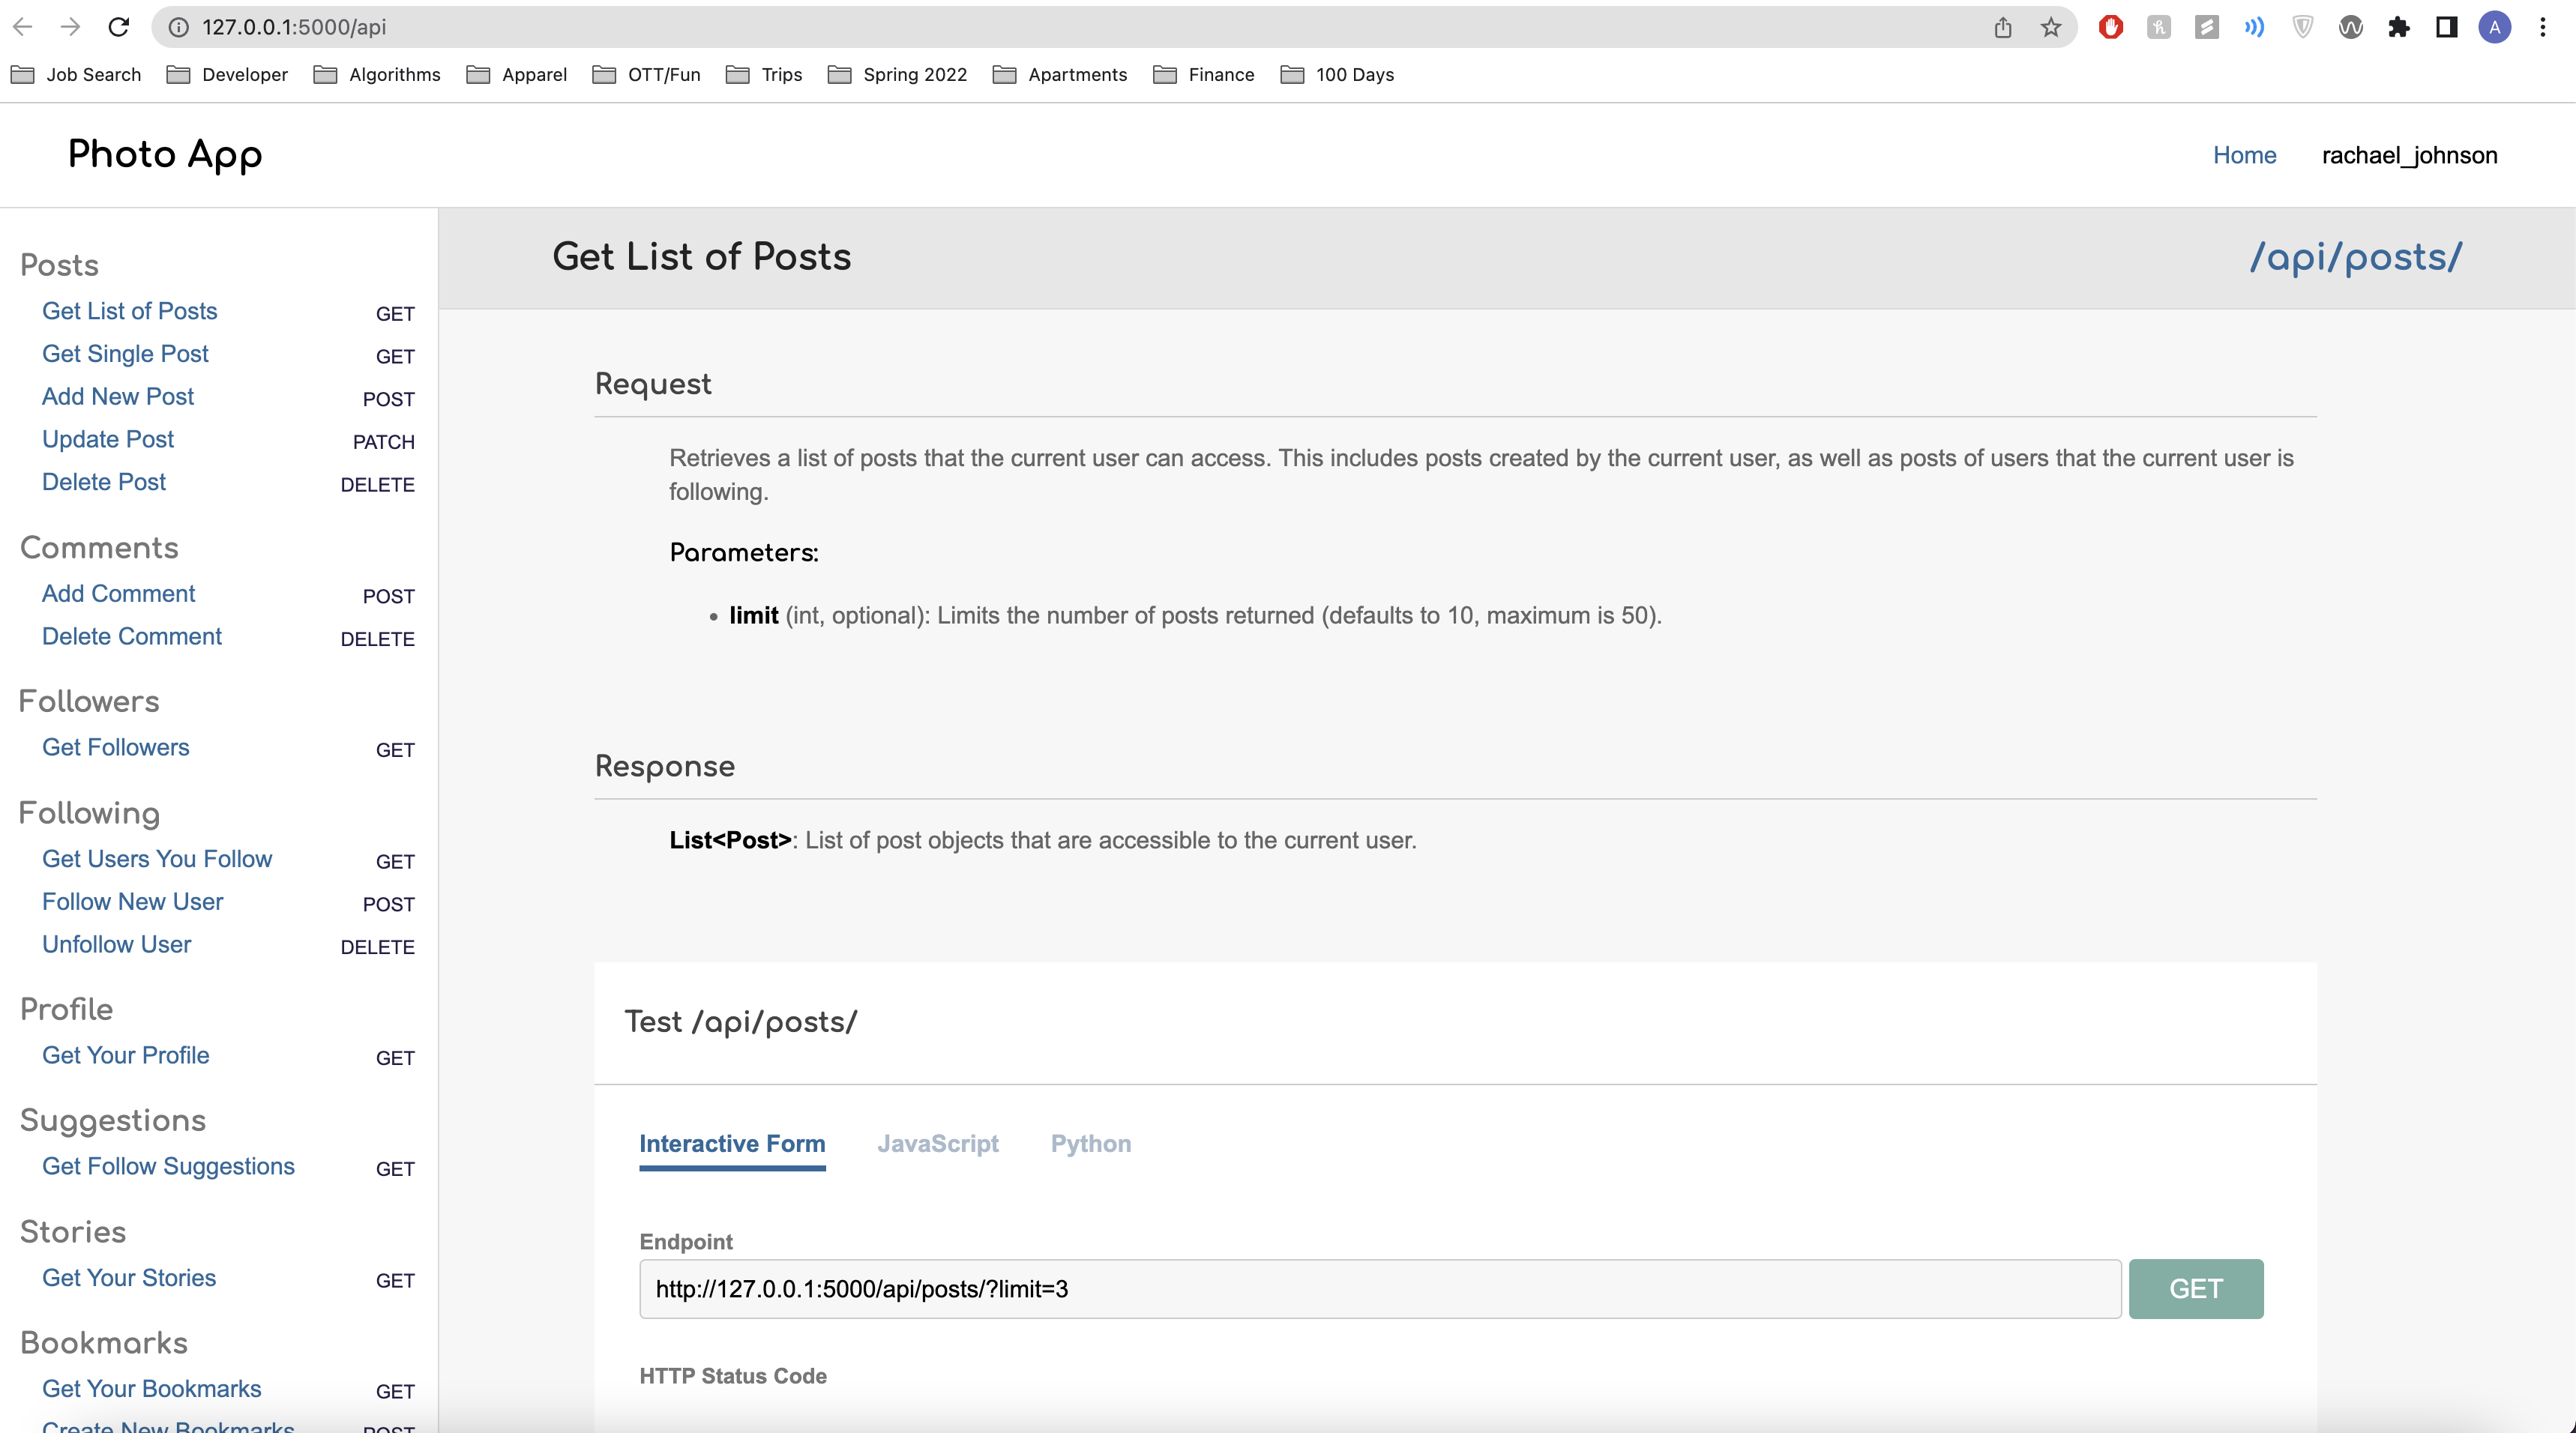 127.0.0.1:5000/api
A
Job Search Developer Algorithms Apparel OTT/Fun Trips Spring 2022 Apartments Finance 100 Days
Photo App
Home rachael_johnson
Posts
Get List of Posts GET
Get Single Post GET
Add New Post POST
Update Post PATCH
Delete Post DELETE
Comments
Add Comment POST
Delete Comment DELETE
Followers
Get Followers GET
Following
Get Users You Follow GET
Follow New User POST
Unfollow User DELETE
Profile
Get Your Profile GET
Suggestions
Get Follow Suggestions GET
Stories
Get Your Stories GET
Bookmarks
Get Your Bookmarks GET
Create New Bookmarks POST
Get List of Posts /api/posts/
Request
Retrieves a list of posts that the current user can access. This includes posts created by the current user, as well as posts of users that the current user is
following.
Parameters:
• limit (int, optional): Limits the number of posts returned (defaults to 10, maximum is 50).
Response
List<Post>: List of post objects that are accessible to the current user.
Test /api/posts/
Interactive Form JavaScript Python
Endpoint
http://127.0.0.1:5000/api/posts/?limit=3 GET
HTTP Status Code